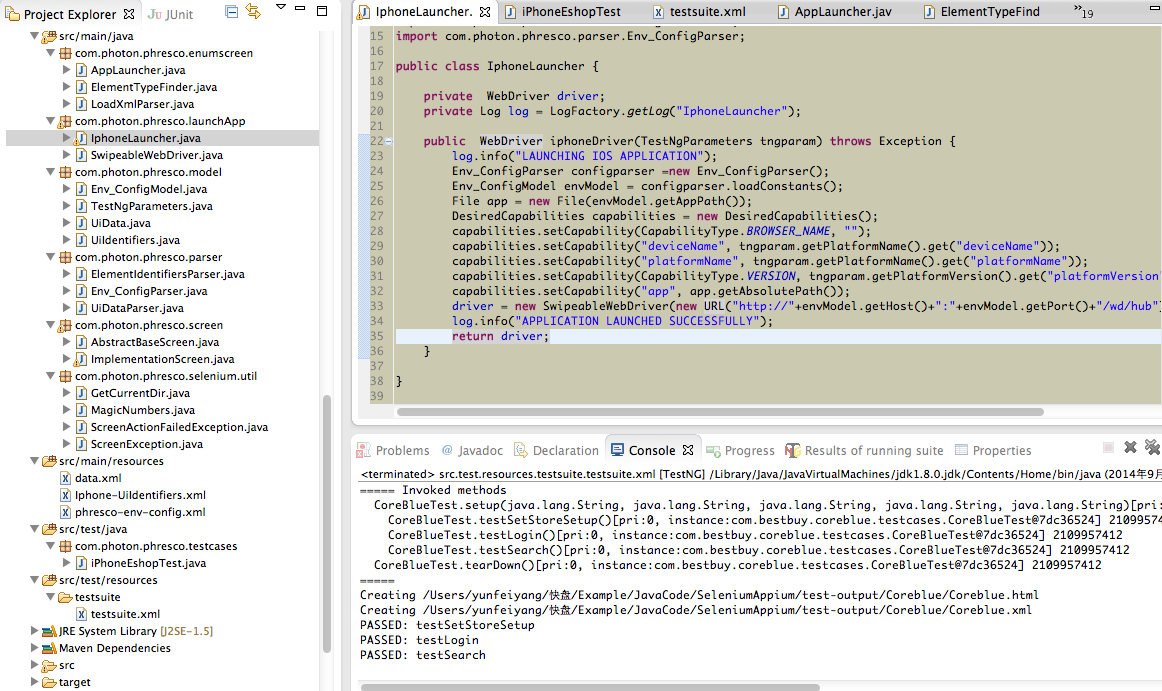 Project Explorer
JUnit
src/main/java
com.photon.phresco.enumscreen
AppLauncher.java
ElementTypeFinder.java
LoadXmlParser.java
com.photon.phresco.launchApp
IphoneLauncher.java
SwipeableWebDriver.java
com.photon.phresco.model
Env_ConfigModel.java
TestNgParameters.java
UiData.java
UiIdentifiers.java
com.photon.phresco.parser
ElementIdentifiersParser.java
Env_ConfigParser.java
UiDataParser.java
com.photon.phresco.screen
AbstractBaseScreen.java
ImplementationScreen.java
com.photon.phresco.selenium.util
GetCurrentDir.java
MagicNumbers.java
ScreenActionFailedException.java
ScreenException.java
src/main/resources
data.xml
Iphone-UiIdentifiers.xml
phresco-env-config.xml
src/test/java
com.photon.phresco.testcases
iPhoneEshopTest.java
src/test/resources
testsuite
testsuite.xml
JRE System Library [J2SE-1.5]
Maven Dependencies
src
target
IphoneLauncher. iPhoneEshopTest testsuite.xml AppLauncher.jav ElementTypeFind »19
15 import com.photon.phresco.parser.Env_ConfigParser;
16
17 public class IphoneLauncher {
18
19 private  WebDriver driver;
20 private Log log = LogFactory.getLog("IphoneLauncher");
21
22 public  WebDriver iphoneDriver(TestNgParameters tngparam) throws Exception {
23 log.info("LAUNCHING IOS APPLICATION");
24 Env_ConfigParser configparser =new Env_ConfigParser();
25 Env_ConfigModel envModel = configparser.loadConstants();
26 File app = new File(envModel.getAppPath());
27 DesiredCapabilities capabilities = new DesiredCapabilities();
28 capabilities.setCapability(CapabilityType.BROWSER_NAME, "");
29 capabilities.setCapability("deviceName", tngparam.getPlatformName().get("deviceName"));
30 capabilities.setCapability("platformName", tngparam.getPlatformName().get("platformName"));
31 capabilities.setCapability(CapabilityType.VERSION, tngparam.getPlatformVersion().get("platformVersion"
32 capabilities.setCapability("app", app.getAbsolutePath());
33 driver = new SwipeableWebDriver(new URL("http://"+envModel.getHost()+":"+envModel.getPort()+"/wd/hub")
34 log.info("APPLICATION LAUNCHED SUCCESSFULLY");
35 return driver;
36 }
37
38 }
39
Problems Javadoc Declaration Console Progress Results of running suite Properties
<terminated> src.test.resources.testsuite.testsuite.xml [TestNG] /Library/Java/JavaVirtualMachines/jdk1.8.0.jdk/Contents/Home/bin/java (2014年9月
===== Invoked methods
CoreBlueTest.setup(java.lang.String, java.lang.String, java.lang.String, java.lang.String, java.lang.String)[pri:
CoreBlueTest.testSetStoreSetup()[pri:0, instance:com.bestbuy.coreblue.testcases.CoreBlueTest@7dc36524] 21099574
CoreBlueTest.testLogin()[pri:0, instance:com.bestbuy.coreblue.testcases.CoreBlueTest@7dc36524] 2109957412
CoreBlueTest.testSearch()[pri:0, instance:com.bestbuy.coreblue.testcases.CoreBlueTest@7dc36524] 2109957412
CoreBlueTest.tearDown()[pri:0, instance:com.bestbuy.coreblue.testcases.CoreBlueTest@7dc36524] 2109957412
=====
Creating /Users/yunfeiyang/快盘/Example/JavaCode/SeleniumAppium/test-output/Coreblue/Coreblue.html
Creating /Users/yunfeiyang/快盘/Example/JavaCode/SeleniumAppium/test-output/Coreblue/Coreblue.xml
PASSED: testSetStoreSetup
PASSED: testLogin
PASSED: testSearch